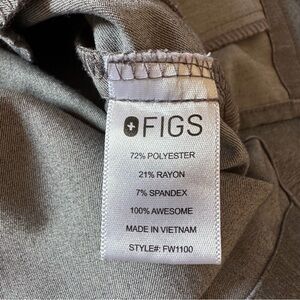 FIGS
72% POLYESTER
21% RAYON
7% SPANDEX
100% AWESOME
MADE IN VIETNAM
STYLE#: FW1100